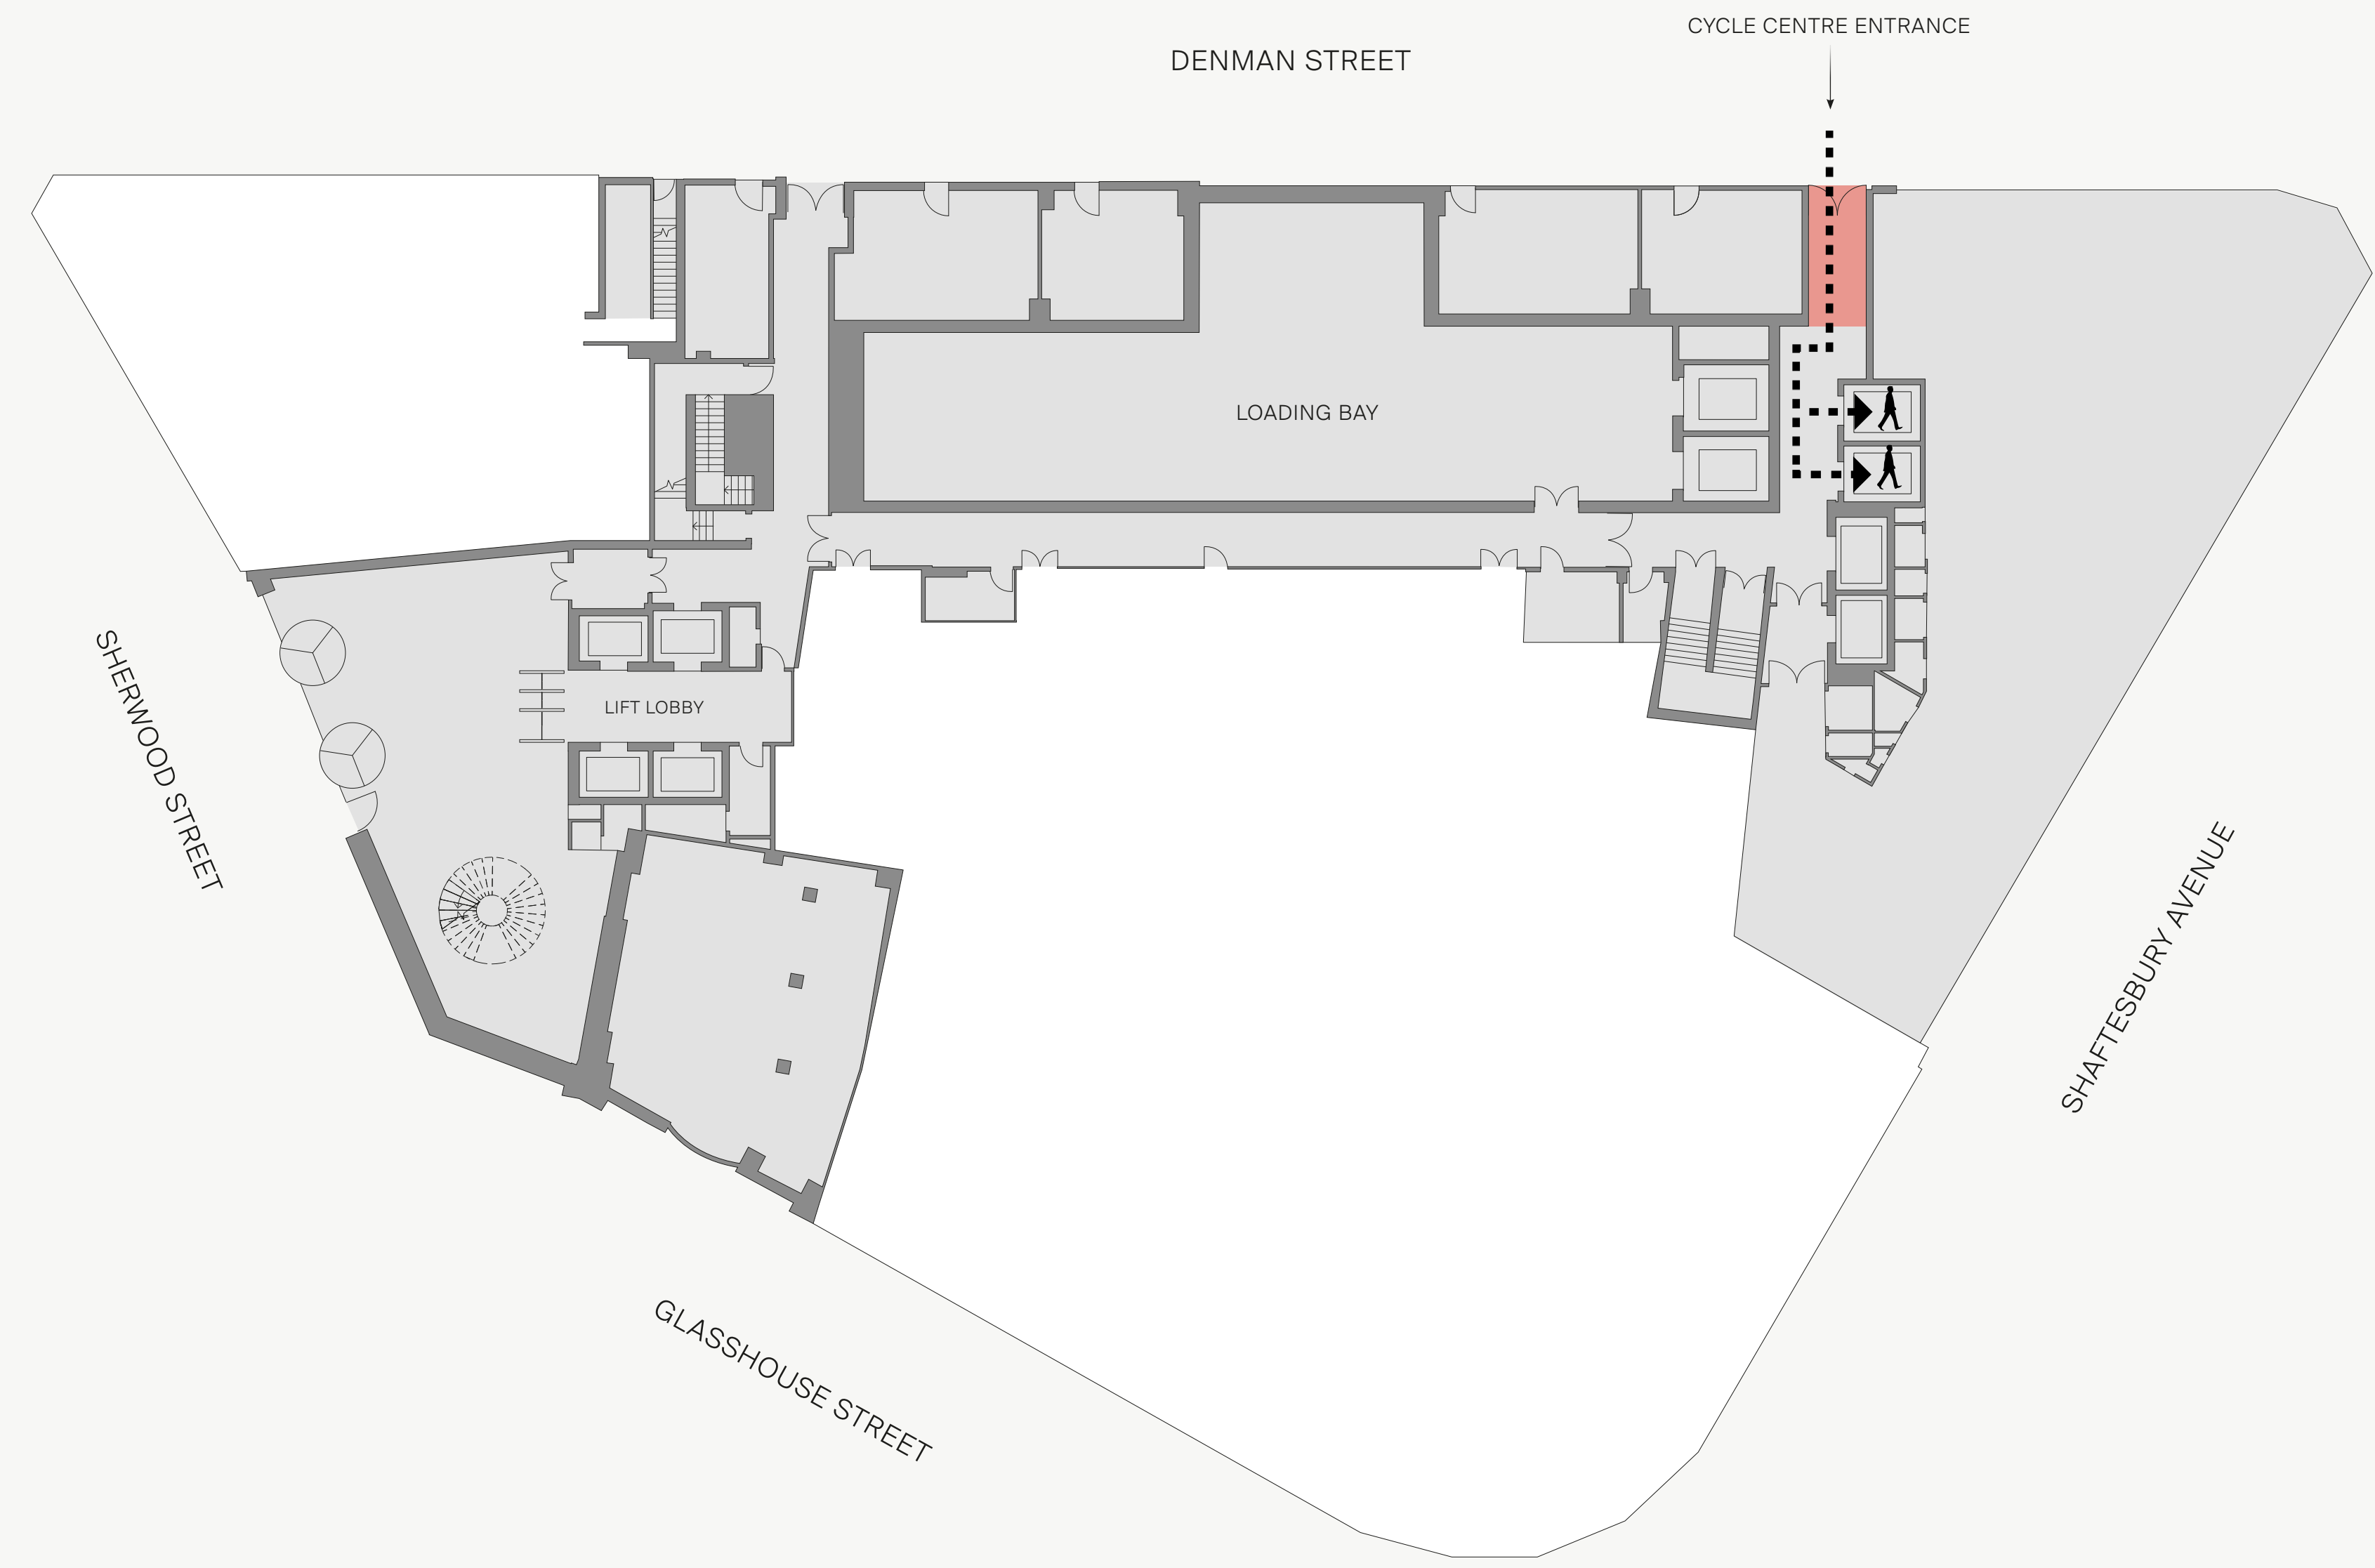 CYCLE CENTRE ENTRANCE
DENMAN STREET
LOADING BAY
SHERWOOD STREET
LIFT LOBBY
SHAFTESBURY AVENUE
GLASSHOUSE STREET